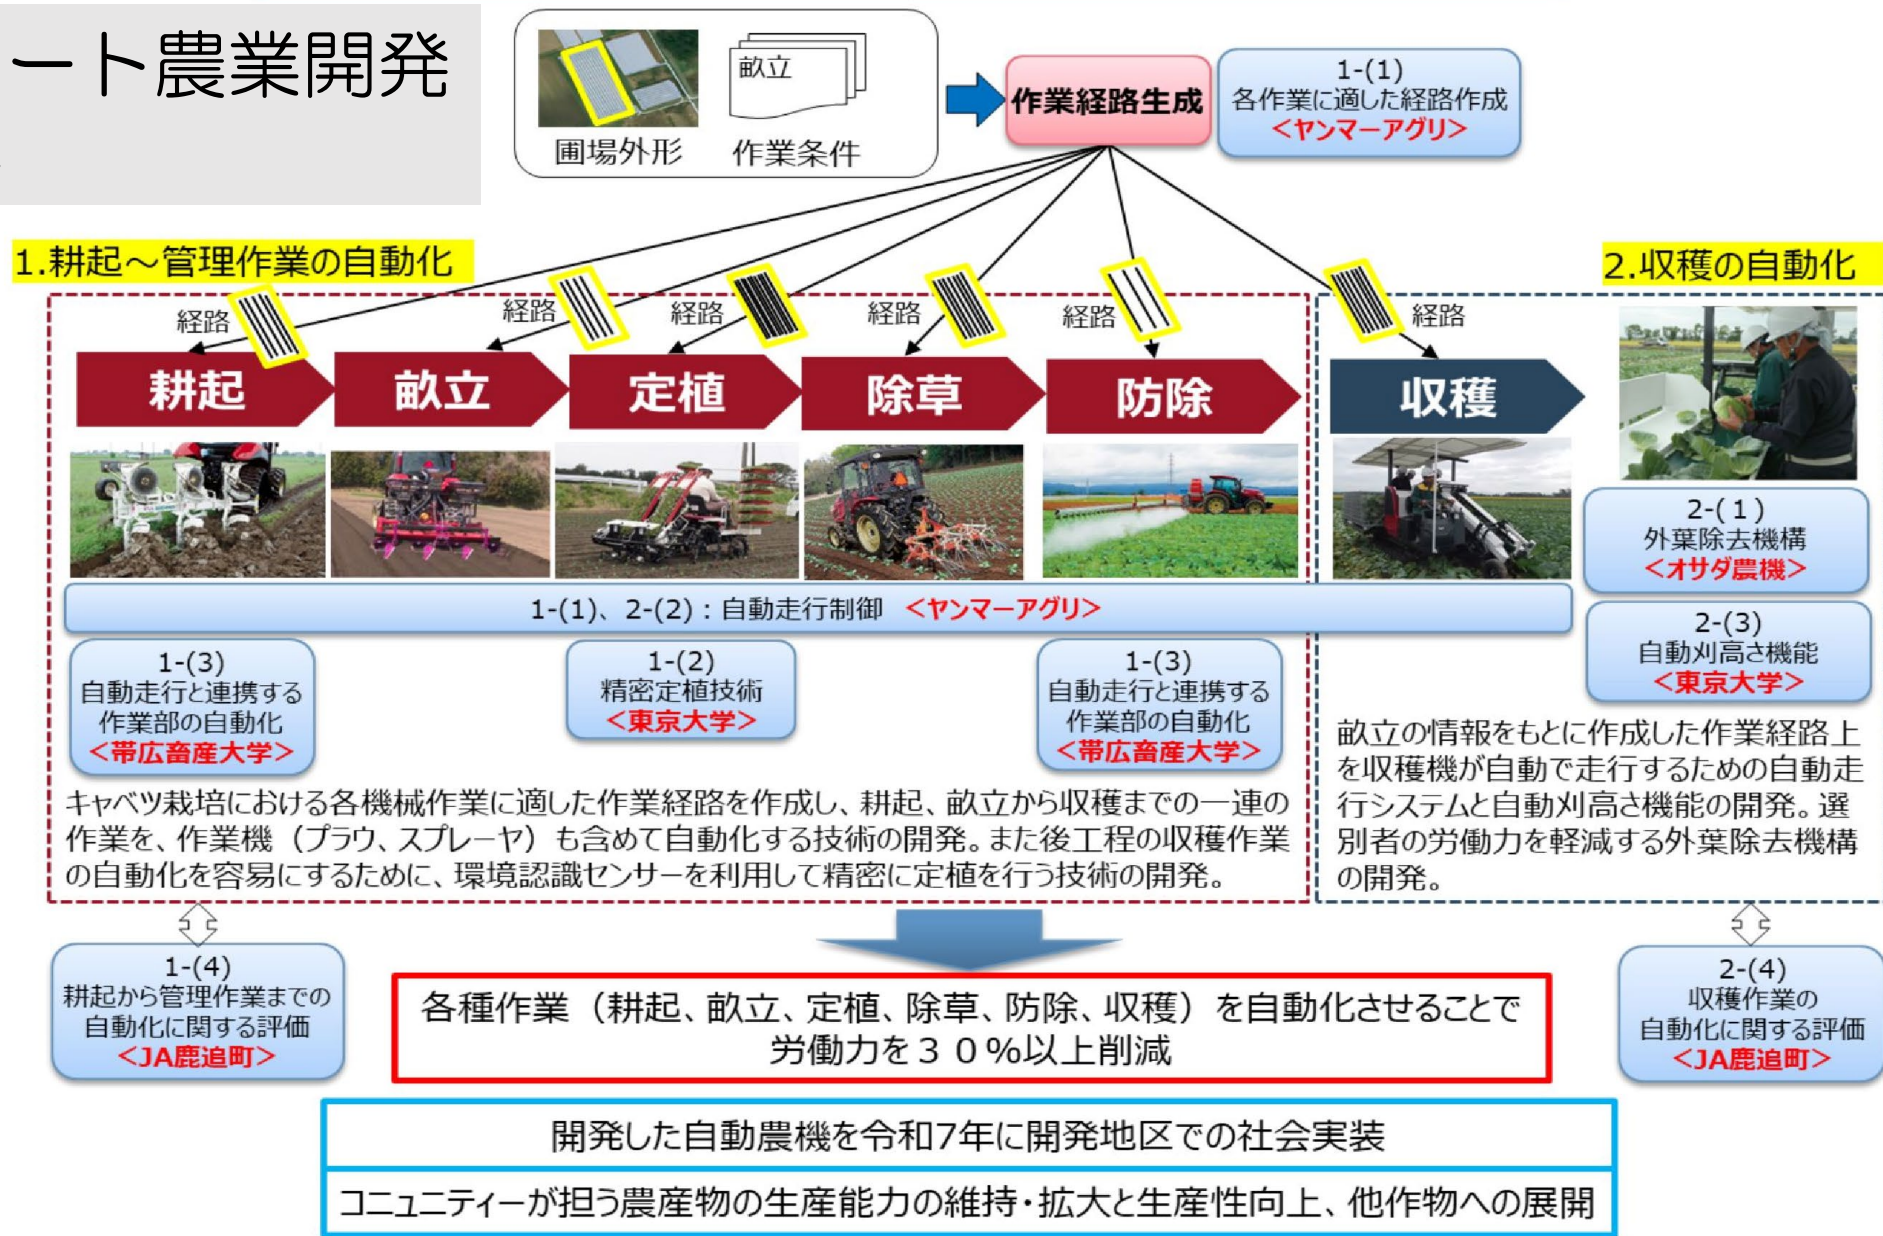 ート農業開発
畝立
圃場外形
作業条件
作業経路生成
1-(1)
各作業に適した経路作成
<ヤンマーアグリ>
1.耕起～管理作業の自動化
2.収穫の自動化
経路
経路
経路
経路
経路
経路
耕起
畝立
定植
除草
防除
収穫
2-(1)
外葉除去機構
<オサダ農機>
1-(1)、2-(2)：自動走行制御 <ヤンマーアグリ>
2-(3)
自動刈高さ機能
<東京大学>
1-(3)
自動走行と連携する
作業部の自動化
<帯広畜産大学>
1-(2)
精密定植技術
<東京大学>
1-(3)
自動走行と連携する
作業部の自動化
<帯広畜産大学>
キャベツ栽培における各機械作業に適した作業経路を作成し、耕起、畝立から収穫までの一連の
作業を、作業機（プラウ、スプレーヤ）も含めて自動化する技術の開発。また後工程の収穫作業
の自動化を容易にするために、環境認識センサーを利用して精密に定植を行う技術の開発。
畝立の情報をもとに作成した作業経路上
を収穫機が自動で走行するための自動走
行システムと自動刈高さ機能の開発。選
別者の労働力を軽減する外葉除去機構
の開発。
1-(4)
耕起から管理作業までの
自動化に関する評価
<JA鹿追町>
各種作業（耕起、畝立、定植、除草、防除、収穫）を自動化させることで
労働力を３０%以上削減
2-(4)
収穫作業の
自動化に関する評価
<JA鹿追町>
開発した自動農機を令和7年に開発地区での社会実装
コニュニティーが担う農産物の生産能力の維持・拡大と生産性向上、他作物への展開